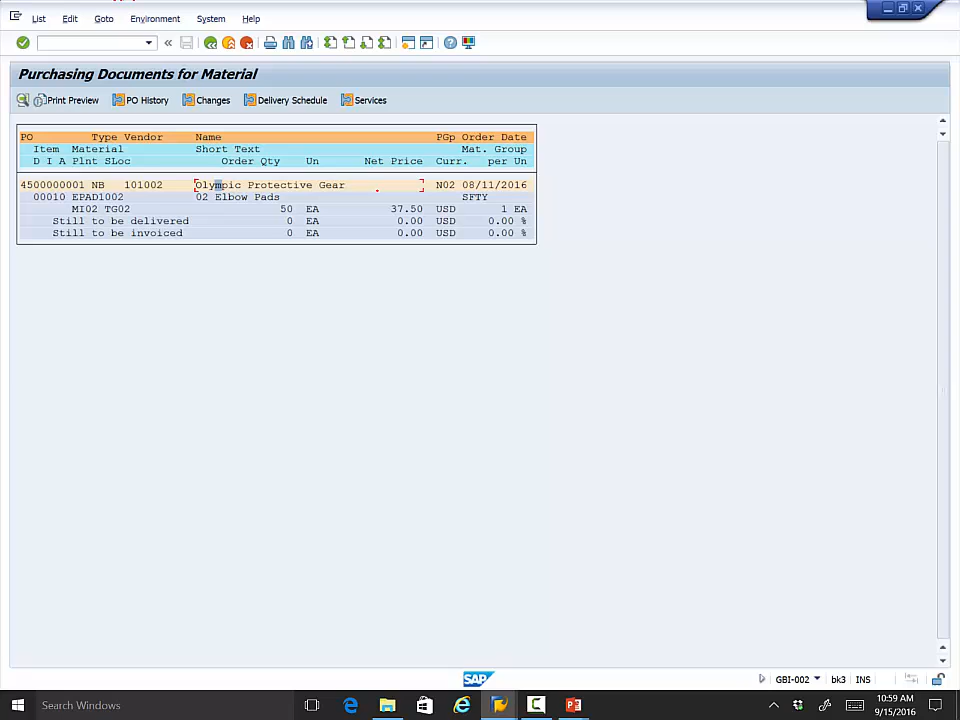 List Edit Goto Environment System Help
Purchasing Documents for Material
Print Preview PO History Changes Delivery Schedule Services
PO Type Vendor Name PGp Order Date
Item Material Short Text Mat. Group
D I A Plnt SLoc Order Qty Un Net Price Curr. per Un
4500000001 NB 101002 Olympic Protective Gear N02 08/11/2016
00010 EPAD1002 02 Elbow Pads SFTY
MI02 TG02 50 EA 37.50 USD 1 EA
Still to be delivered 0 EA 0.00 USD 0.00 %
Still to be invoiced 0 EA 0.00 USD 0.00 %
SAP GBI-002 bk3 INS
Search Windows
10:59 AM
9/15/2016